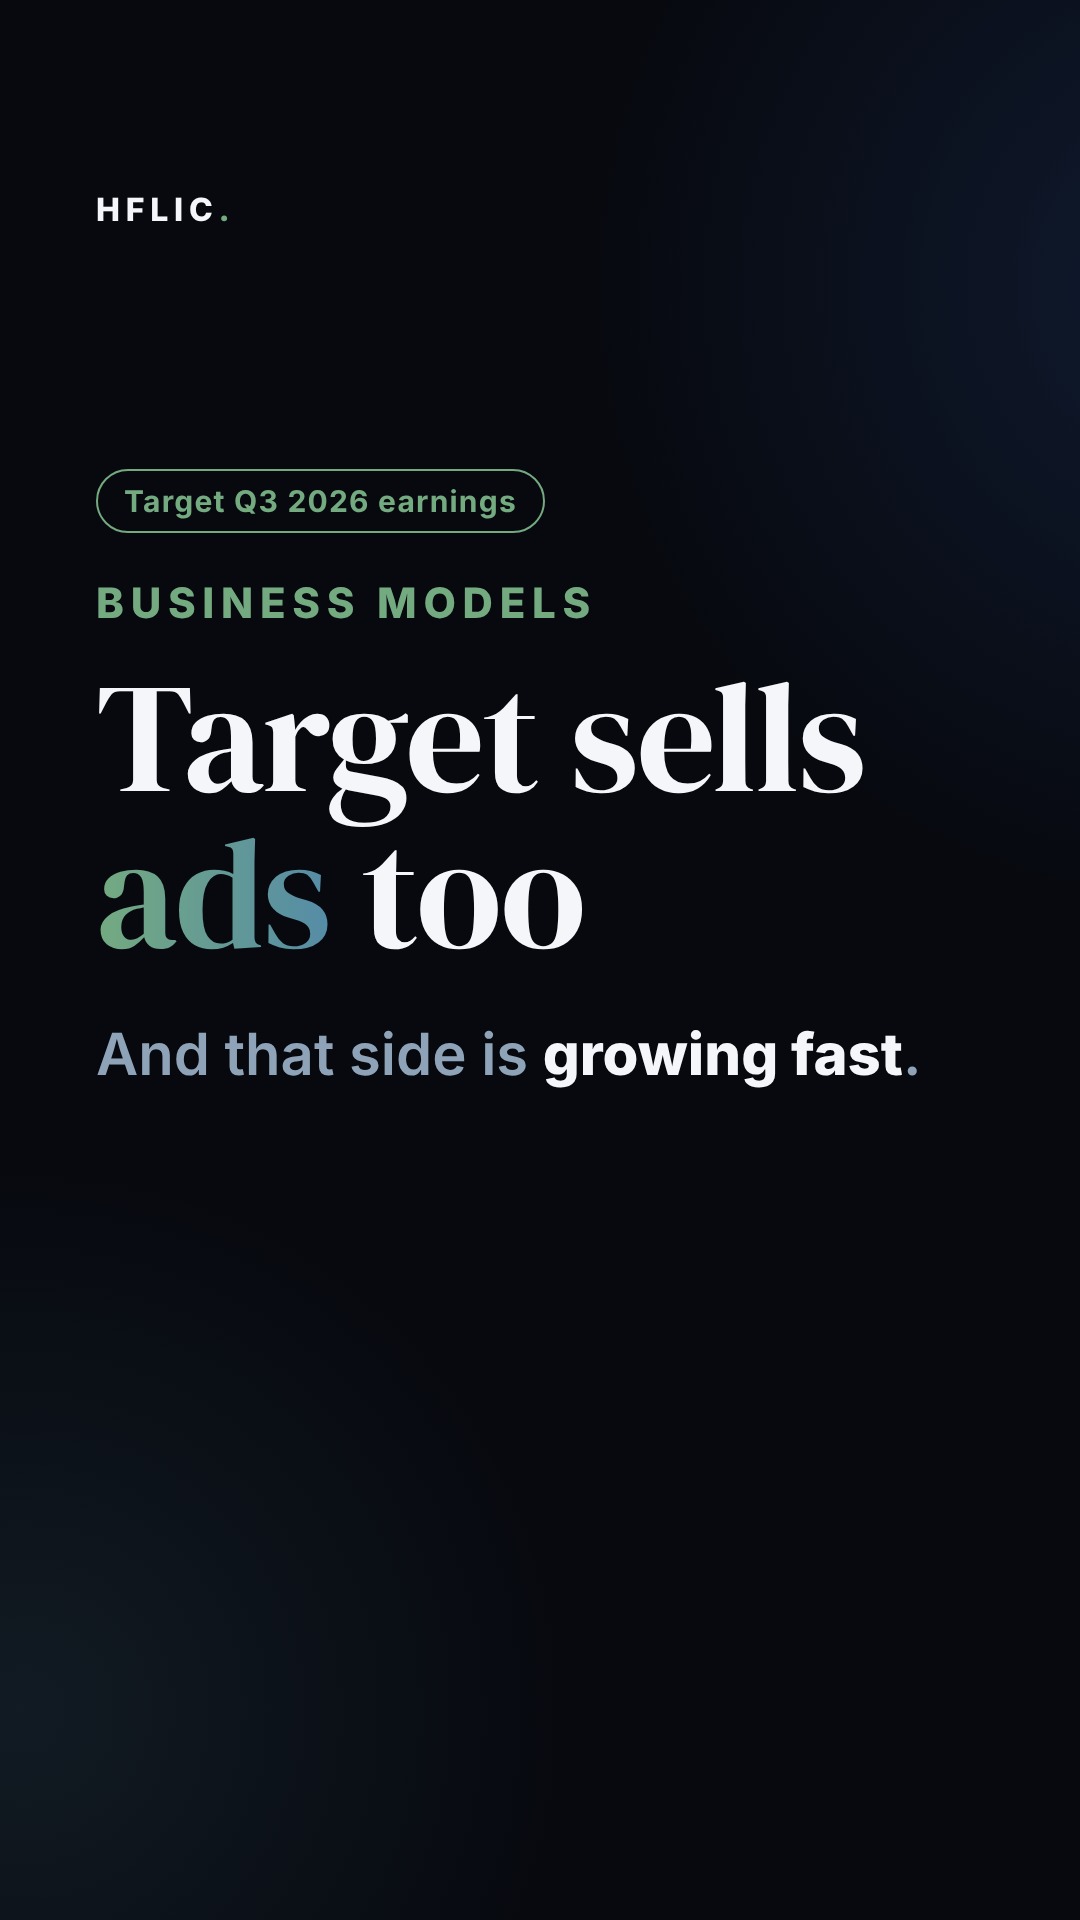 HFLIC.
Target Q3 2026 earnings
BUSINESS MODELS
Target sells
ads too
And that side is growing fast.